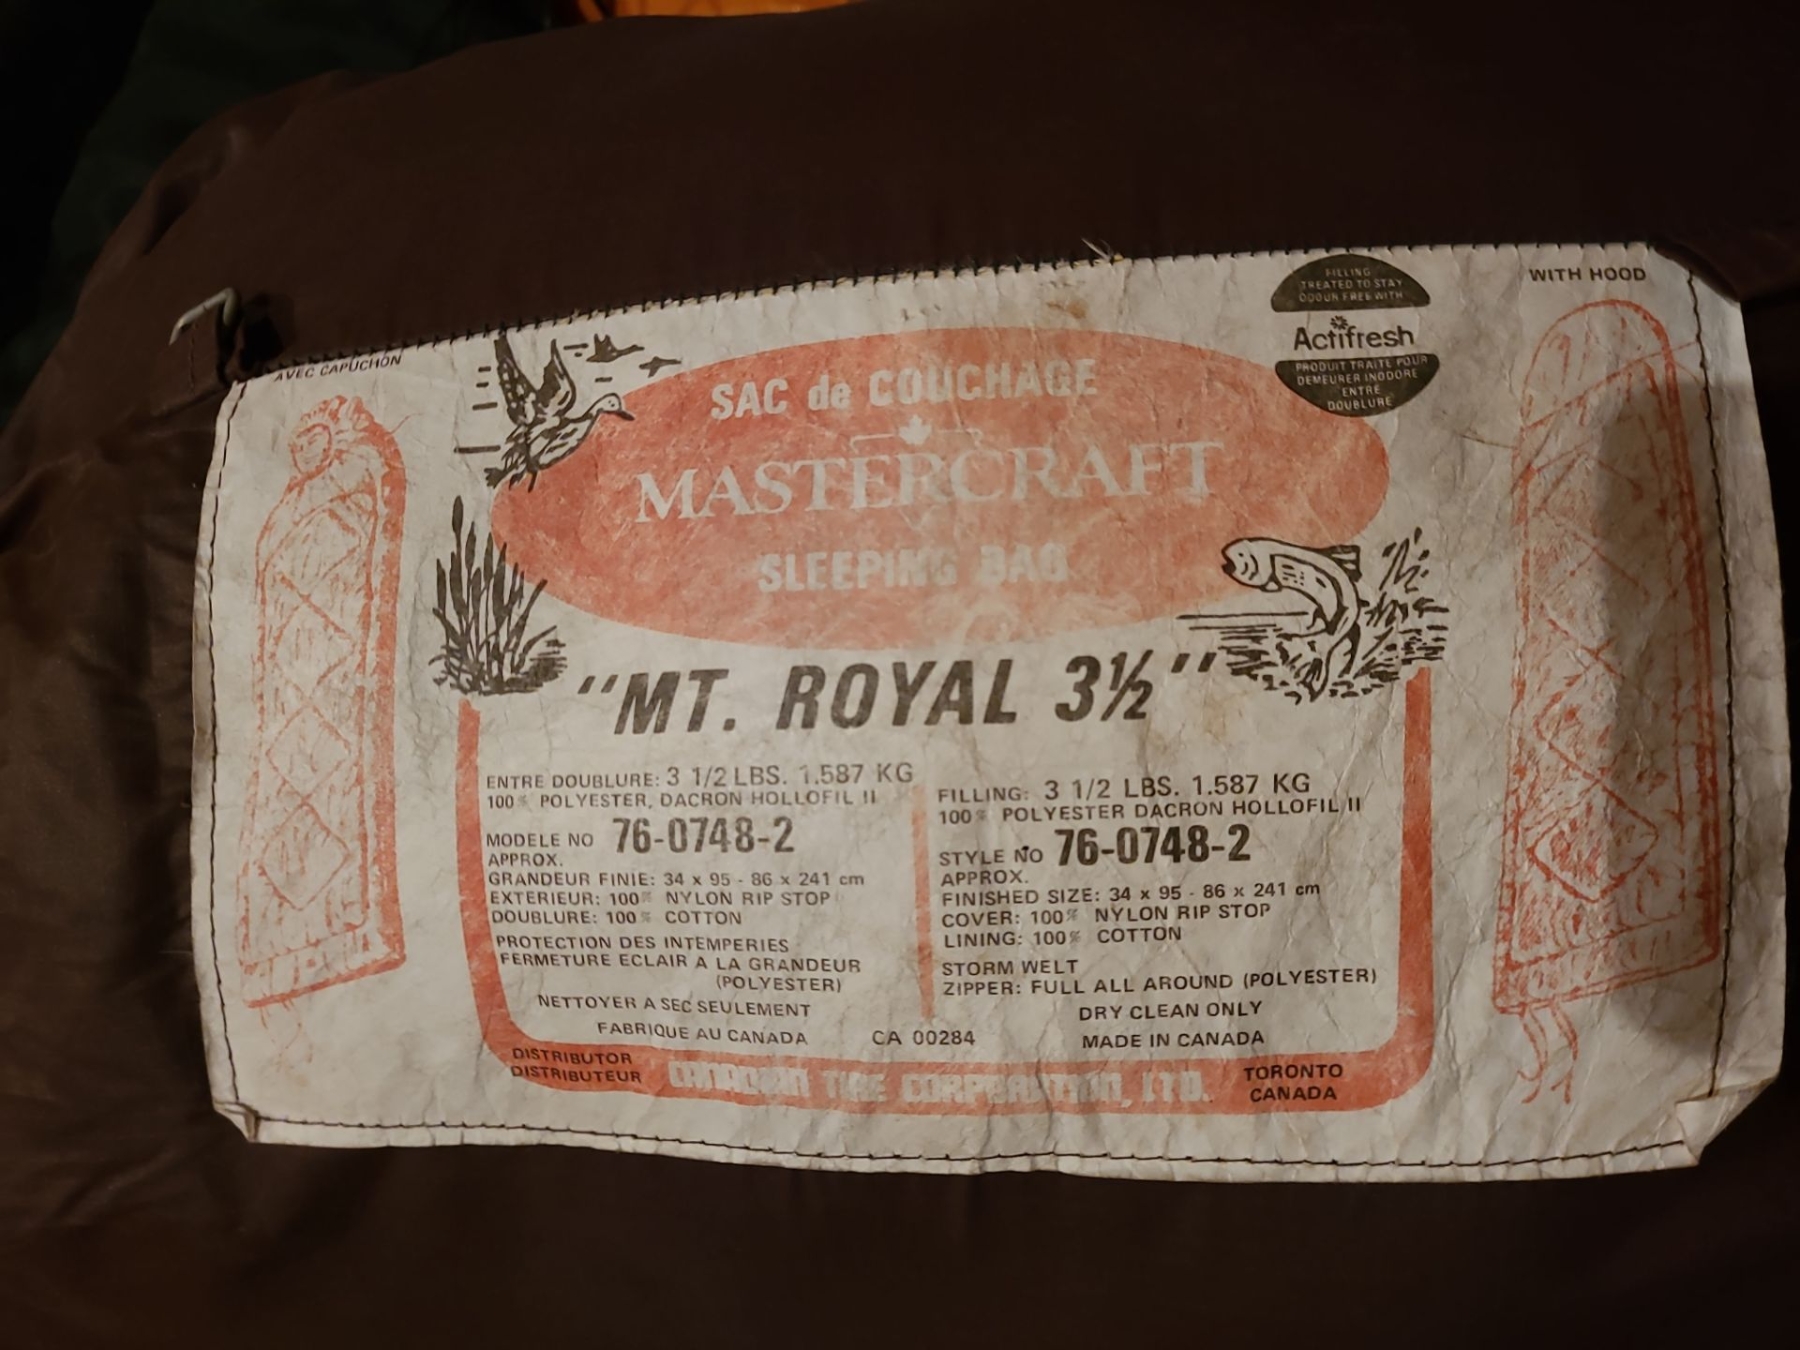 FILLING
TREATED TO STAY
ODOUR FREE WITH
Actifresh
PRODUIT TRAITE POUR
DEMEURER INODORE
ENTRE
DOUBLURE
WITH HOOD
AVEC CAPUCHON
SAC de COUCHAGE
MASTERCRAFT
SLEEPING BAG
"MT. ROYAL 3½"
ENTRE DOUBLURE: 3 1/2 LBS. 1.587 KG
100% POLYESTER, DACRON HOLLOFIL II
MODELE NO 76-0748-2
APPROX.
GRANDEUR FINIE: 34 x 95 - 86 x 241 cm
EXTERIEUR: 100% NYLON RIP STOP
DOUBLURE: 100% COTTON
PROTECTION DES INTEMPERIES
FERMETURE ECLAIR A LA GRANDEUR
(POLYESTER)
NETTOYER A SEC SEULEMENT
FABRIQUE AU CANADA
FILLING: 3 1/2 LBS. 1.587 KG
100% POLYESTER DACRON HOLLOFIL II
STYLE NO 76-0748-2
APPROX.
FINISHED SIZE: 34 x 95 - 86 x 241 cm
COVER: 100% NYLON RIP STOP
LINING: 100% COTTON
STORM WELT
ZIPPER: FULL ALL AROUND (POLYESTER)
DRY CLEAN ONLY
CA 00284
MADE IN CANADA
DISTRIBUTOR
DISTRIBUTEUR
CANADIAN TIRE CORPORATION, LTD.
TORONTO
CANADA